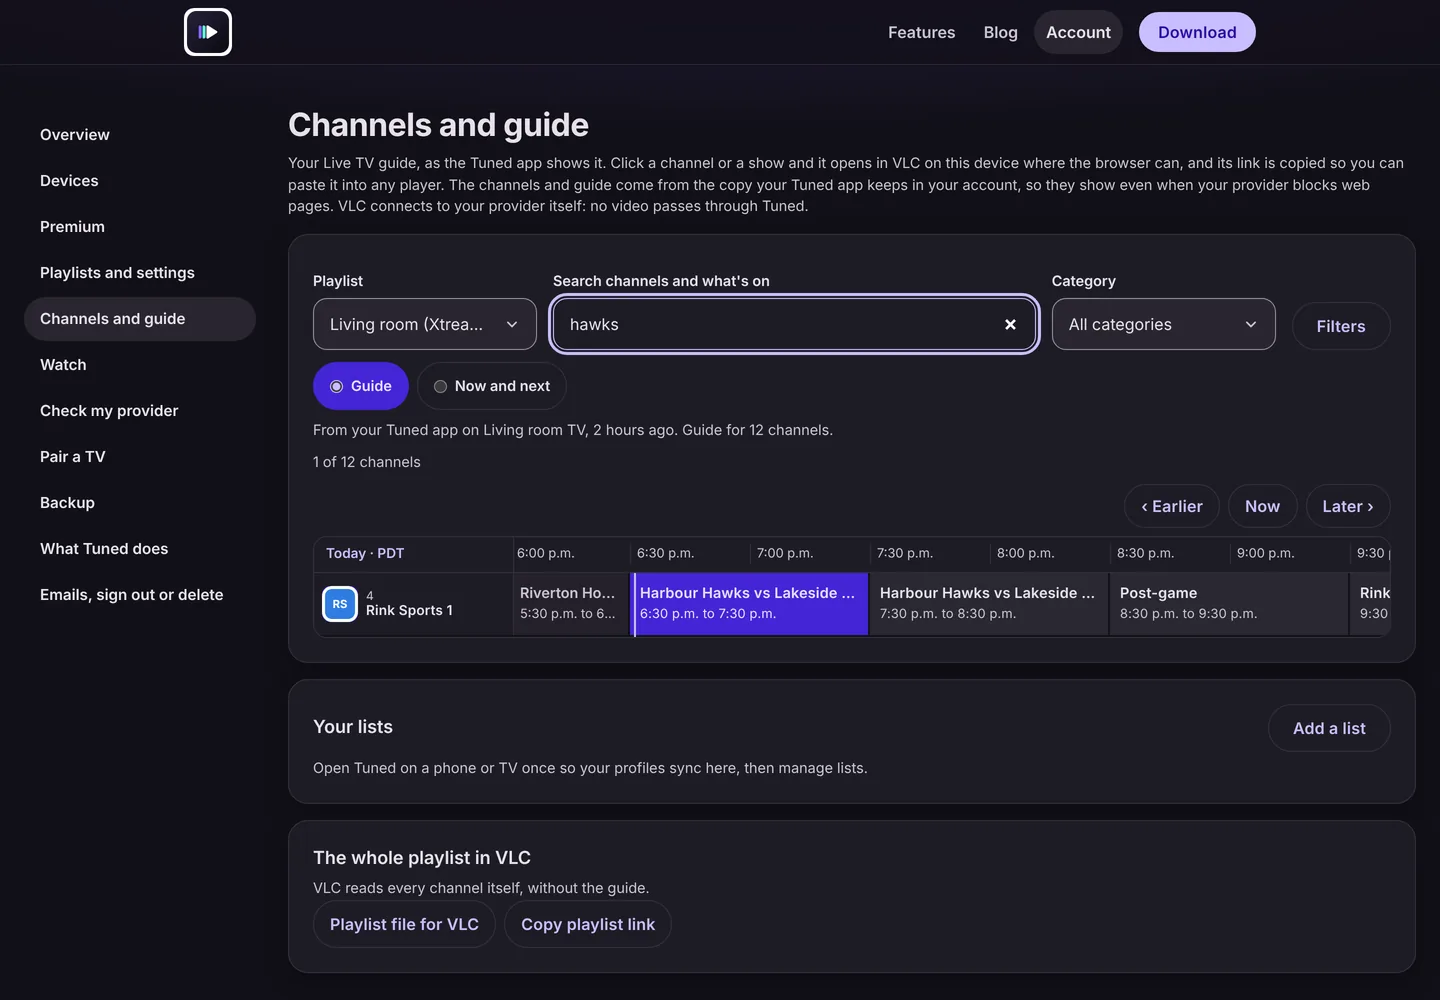 Features
Blog
Account
Download
Overview
Devices
Premium
Playlists and settings
Channels and guide
Watch
Check my provider
Pair a TV
Backup
What Tuned does
Emails, sign out or delete
Channels and guide
Your Live TV guide, as the Tuned app shows it. Click a channel or a show and it opens in VLC on this device where the browser can, and its link is copied so you can
paste it into any player. The channels and guide come from the copy your Tuned app keeps in your account, so they show even when your provider blocks web
pages. VLC connects to your provider itself: no video passes through Tuned.
Playlist
Search channels and what's on
Category
Living room (Xtrea...
hawks
All categories
Filters
Guide
Now and next
From your Tuned app on Living room TV, 2 hours ago. Guide for 12 channels.
1 of 12 channels
‹ Earlier
Now
Later ›
Today · PDT
6:00 p.m.
6:30 p.m.
7:00 p.m.
7:30 p.m.
8:00 p.m.
8:30 p.m.
9:00 p.m.
9:30
RS
4
Rink Sports 1
Riverton Ho...
5:30 p.m. to 6...
Harbour Hawks vs Lakeside ...
6:30 p.m. to 7:30 p.m.
Harbour Hawks vs Lakeside ...
7:30 p.m. to 8:30 p.m.
Post-game
8:30 p.m. to 9:30 p.m.
Rink
9:30
Your lists
Add a list
Open Tuned on a phone or TV once so your profiles sync here, then manage lists.
The whole playlist in VLC
VLC reads every channel itself, without the guide.
Playlist file for VLC
Copy playlist link